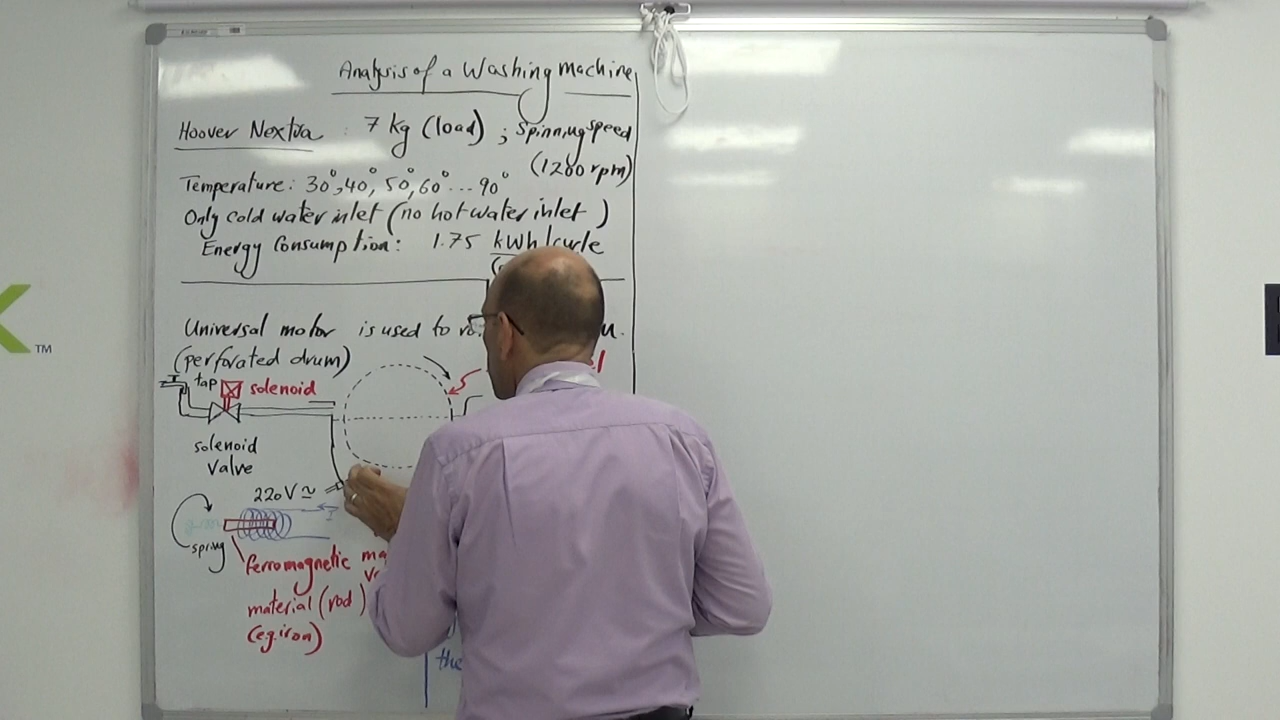 Analysis of a Washing Machine
Hoover Nextra : 7 kg (load) ; Spinning speed
(1200 rpm)
Temperature: 30°, 40°, 50°, 60° ... 90°
Only cold water inlet (no hot water inlet )
Energy Consumption: 1.75 kWh/cycle
Universal motor is used to
(perforated drum)
tap
solenoid
solenoid
valve
220V ≃
I
spring
ferromagnetic
material (rod)
(e.g. iron)
the
TM